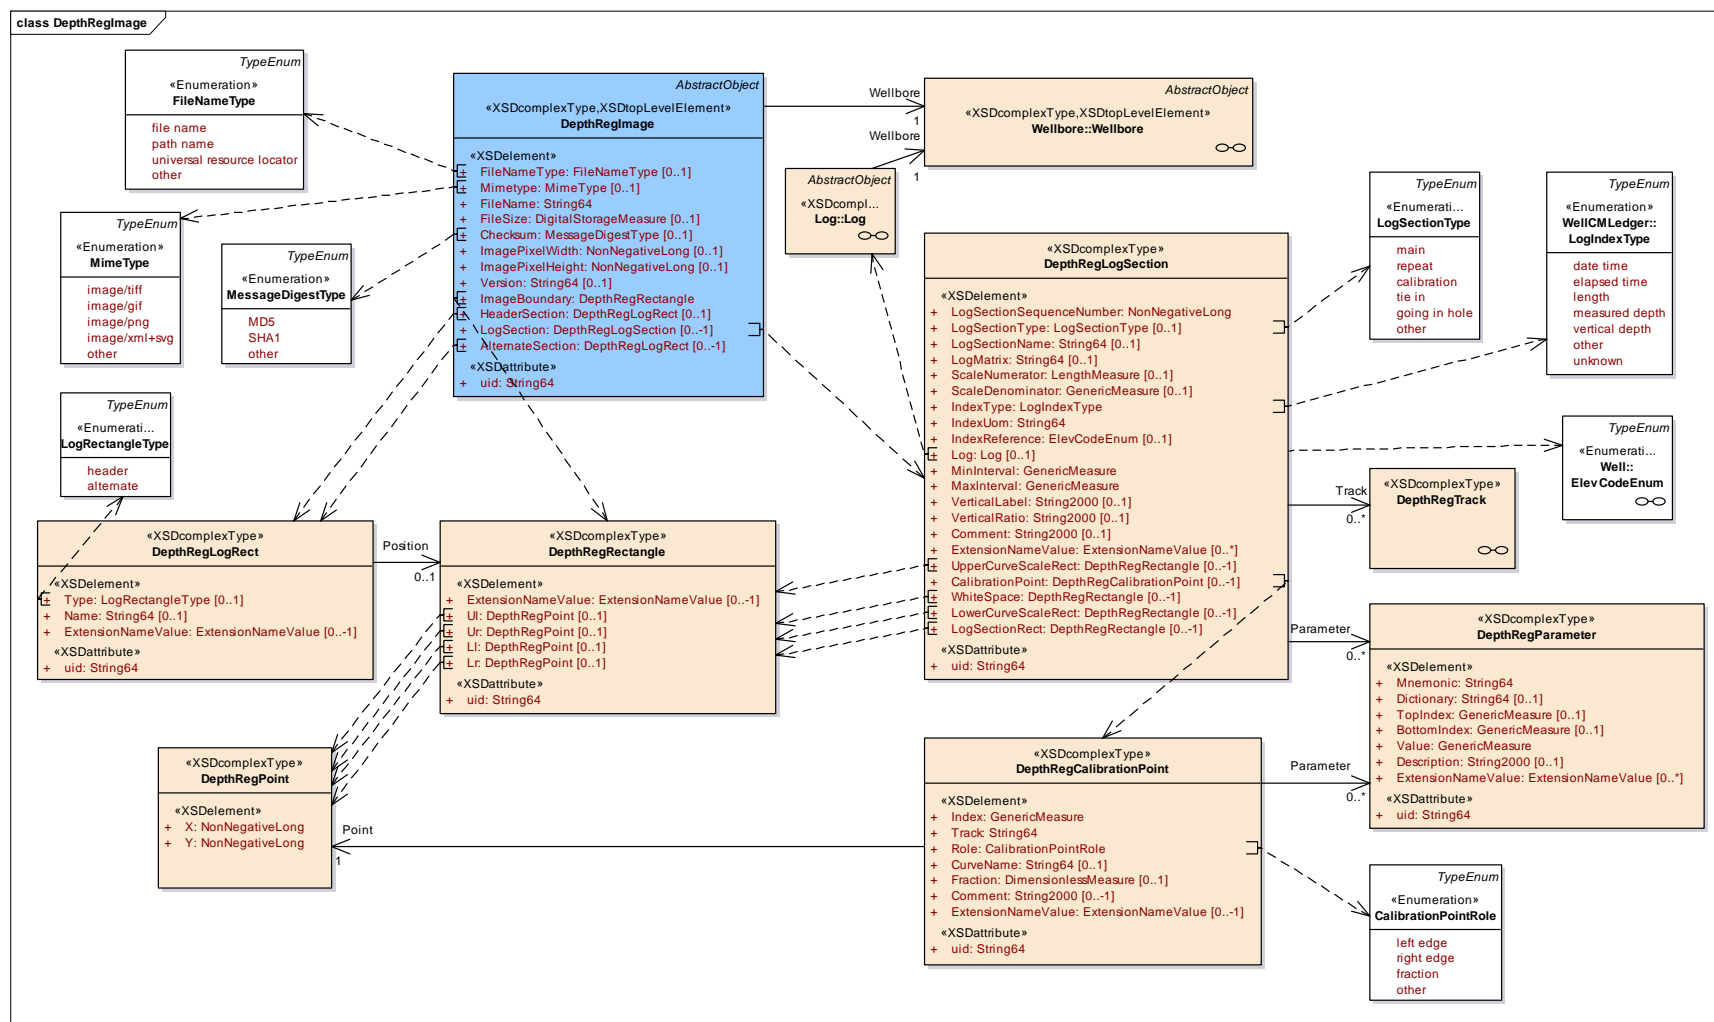 class DepthRegImage
TypeEnum
«Enumeration»
FileNameType
file name
path name
universal resource locator
other
TypeEnum
«Enumeration»
MimeType
image/tiff
image/gif
image/png
image/xml+svg
other
TypeEnum
«Enumeration»
MessageDigestType
MD5
SHA1
other
TypeEnum
«Enumerati...
LogRectangleType
header
alternate
AbstractObject
«XSDcomplexType,XSDtopLevelElement»
DepthRegImage
«XSDelement»
+ FileNameType: FileNameType [0..1]
+ Mimetype: MimeType [0..1]
+ FileName: String64
+ FileSize: DigitalStorageMeasure [0..1]
+ Checksum: MessageDigestType [0..1]
+ ImagePixelWidth: NonNegativeLong [0..1]
+ ImagePixelHeight: NonNegativeLong [0..1]
+ Version: String64 [0..1]
+ ImageBoundary: DepthRegRectangle
+ HeaderSection: DepthRegLogRect [0..1]
+ LogSection: DepthRegLogSection [0..-1]
+ AlternateSection: DepthRegLogRect [0..-1]
«XSDattribute»
+ uid: String64
Wellbore
1
AbstractObject
«XSDcomplexType,XSDtopLevelElement»
Wellbore::Wellbore
Wellbore
1
AbstractObject
«XSDcompl...
Log::Log
«XSDcomplexType»
DepthRegLogSection
«XSDelement»
+ LogSectionSequenceNumber: NonNegativeLong
+ LogSectionType: LogSectionType [0..1]
+ LogSectionName: String64 [0..1]
+ LogMatrix: String64 [0..1]
+ ScaleNumerator: LengthMeasure [0..1]
+ ScaleDenominator: GenericMeasure [0..1]
+ IndexType: LogIndexType
+ IndexUom: String64
+ IndexReference: ElevCodeEnum [0..1]
+ Log: Log [0..1]
+ MinInterval: GenericMeasure
+ MaxInterval: GenericMeasure
+ VerticalLabel: String2000 [0..1]
+ VerticalRatio: String2000 [0..1]
+ Comment: String2000 [0..1]
+ ExtensionNameValue: ExtensionNameValue [0..*]
+ UpperCurveScaleRect: DepthRegRectangle [0..-1]
+ CalibrationPoint: DepthRegCalibrationPoint [0..-1]
+ WhiteSpace: DepthRegRectangle [0..-1]
+ LowerCurveScaleRect: DepthRegRectangle [0..-1]
+ LogSectionRect: DepthRegRectangle [0..-1]
«XSDattribute»
+ uid: String64
TypeEnum
«Enumerati...
LogSectionType
main
repeat
calibration
tie in
going in hole
other
TypeEnum
«Enumeration»
WellCMLedger::
LogIndexType
date time
elapsed time
length
measured depth
vertical depth
other
unknown
TypeEnum
«Enumerati...
Well::
ElevCodeEnum
Track
0..*
«XSDcomplexType»
DepthRegTrack
«XSDcomplexType»
DepthRegLogRect
«XSDelement»
+ Type: LogRectangleType [0..1]
+ Name: String64 [0..1]
+ ExtensionNameValue: ExtensionNameValue [0..-1]
«XSDattribute»
+ uid: String64
Position
0..1
«XSDcomplexType»
DepthRegRectangle
«XSDelement»
+ ExtensionNameValue: ExtensionNameValue [0..-1]
+ Ul: DepthRegPoint [0..1]
+ Ur: DepthRegPoint [0..1]
+ Ll: DepthRegPoint [0..1]
+ Lr: DepthRegPoint [0..1]
«XSDattribute»
+ uid: String64
Parameter
0..*
«XSDcomplexType»
DepthRegParameter
«XSDelement»
+ Mnemonic: String64
+ Dictionary: String64 [0..1]
+ TopIndex: GenericMeasure [0..1]
+ BottomIndex: GenericMeasure [0..1]
+ Value: GenericMeasure
+ Description: String2000 [0..1]
+ ExtensionNameValue: ExtensionNameValue [0..*]
«XSDattribute»
+ uid: String64
«XSDcomplexType»
DepthRegPoint
«XSDelement»
+ X: NonNegativeLong
+ Y: NonNegativeLong
Point
1
«XSDcomplexType»
DepthRegCalibrationPoint
«XSDelement»
+ Index: GenericMeasure
+ Track: String64
+ Role: CalibrationPointRole
+ CurveName: String64 [0..1]
+ Fraction: DimensionlessMeasure [0..1]
+ Comment: String2000 [0..-1]
+ ExtensionNameValue: ExtensionNameValue [0..-1]
«XSDattribute»
+ uid: String64
Parameter
0..*
TypeEnum
«Enumeration»
CalibrationPointRole
left edge
right edge
fraction
other